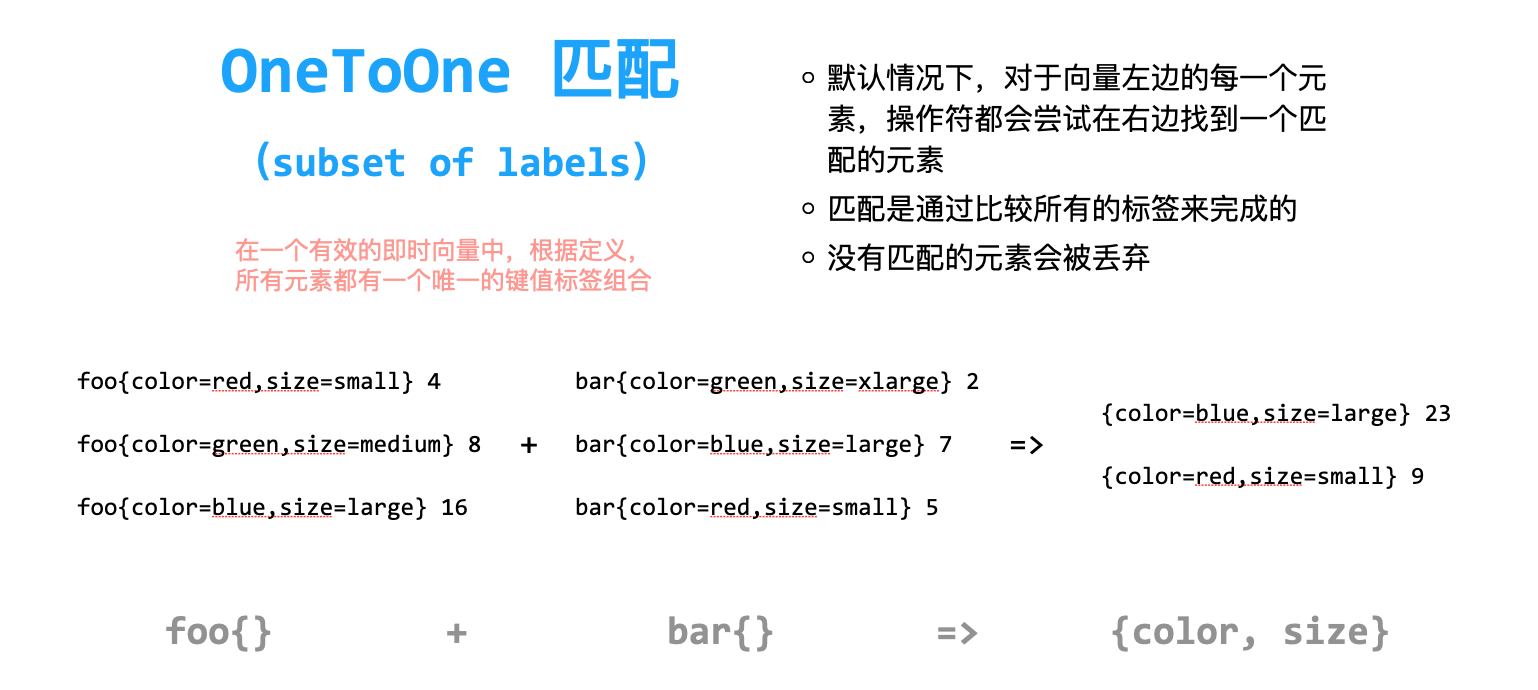 OneToOne 匹配
(subset of labels)
在一个有效的即时向量中，根据定义，
所有元素都有一个唯一的键值标签组合
默认情况下，对于向量左边的每一个元
素，操作符都会尝试在右边找到一个匹
配的元素
匹配是通过比较所有的标签来完成的
没有匹配的元素会被丢弃
foo{color=red,size=small} 4
foo{color=green,size=medium} 8
foo{color=blue,size=large} 16
+
bar{color=green,size=xlarge} 2
bar{color=blue,size=large} 7
bar{color=red,size=small} 5
=>
{color=blue,size=large} 23
{color=red,size=small} 9
foo{} + bar{} => {color, size}